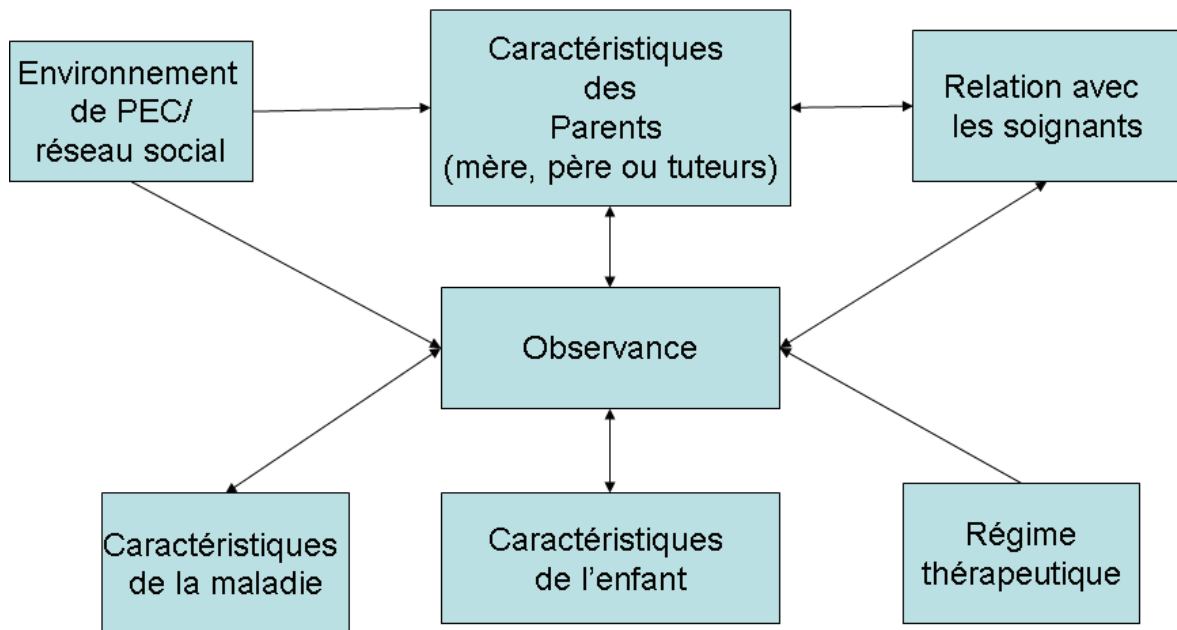 Environnement
de PEC/
réseau social
Caractéristiques
des
Parents
(mère, père ou tuteurs)
Relation avec
les soignants
Observance
Caractéristiques
de la maladie
Caractéristiques
de l'enfant
Régime
thérapeutique